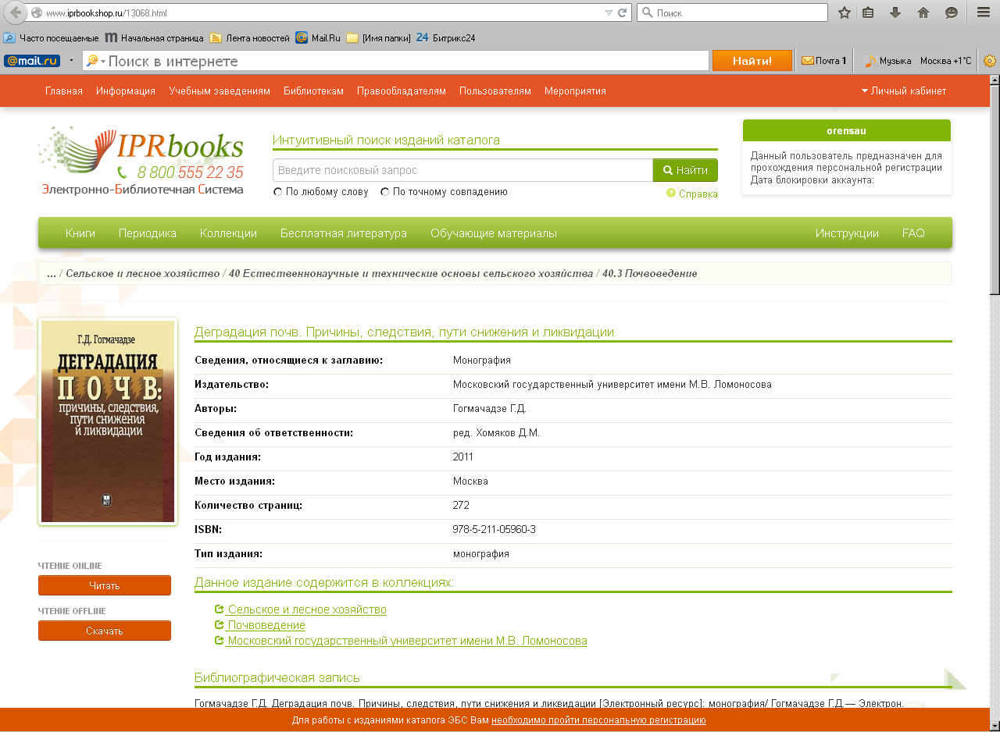 www.iprbookshop.ru/13068.html
Поиск
Часто посещаемые Начальная страница Лента новостей Mail.Ru [Имя папки] 24 Битрикс24
@mail.ru Поиск в интернете Найти! Почта 1 Музыка Москва +1°C
Главная Информация Учебным заведениям Библиотекам Правообладателям Пользователям Мероприятия Личный кабинет
IPRbooks
8 800 555 22 35
Электронно-Библиотечная Система
Интуитивный поиск изданий каталога
Введите поисковый запрос Найти
По любому слову По точному совпадению Справка
orensau
Данный пользователь предназначен для
прохождения персональной регистрации
Дата блокировки аккаунта:
Книги Периодика Коллекции Бесплатная литература Обучающие материалы Инструкции FAQ
... / Сельское и лесное хозяйство / 40 Естественнонаучные и технические основы сельского хозяйства / 40.3 Почвоведение
Г.Д. Гогмачадзе
ДЕГРАДАЦИЯ
ПОЧВ:
причины, следствия,
пути снижения
и ликвидации
ЧТЕНИЕ ONLINE
Читать
ЧТЕНИЕ OFFLINE
Скачать
Деградация почв. Причины, следствия, пути снижения и ликвидации
Сведения, относящиеся к заглавию: Монография
Издательство: Московский государственный университет имени М.В. Ломоносова
Авторы: Гогмачадзе Г.Д.
Сведения об ответственности: ред. Хомяков Д.М.
Год издания: 2011
Место издания: Москва
Количество страниц: 272
ISBN: 978-5-211-05960-3
Тип издания: монография
Данное издание содержится в коллекциях:
Сельское и лесное хозяйство
Почвоведение
Московский государственный университет имени М.В. Ломоносова
Библиографическая запись
Гогмачадзе Г.Д. Деградация почв. Причины, следствия, пути снижения и ликвидации [Электронный ресурс]: монография/ Гогмачадзе Г.Д.— Электрон.
Для работы с изданиями каталога ЭБС Вам необходимо пройти персональную регистрацию